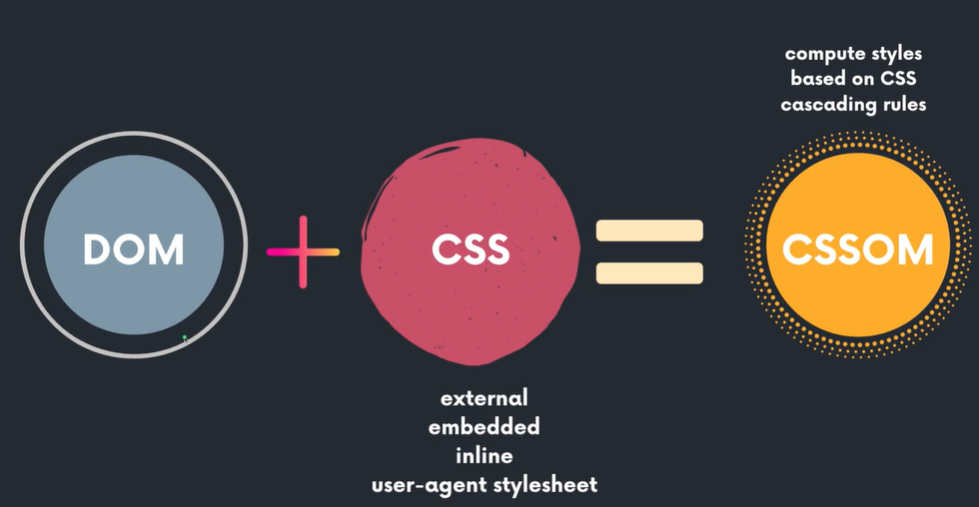 compute styles
based on CSS
cascading rules
DOM
CSS
CSSOM
external
embedded
inline
user-agent stylesheet